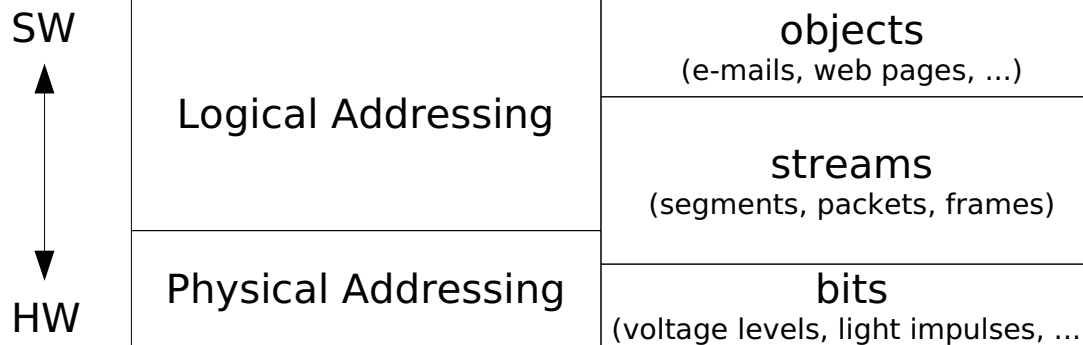 SW
HW
Logical Addressing
Physical Addressing
objects
(e-mails, web pages, ...)
streams
(segments, packets, frames)
bits
(voltage levels, light impulses, ...